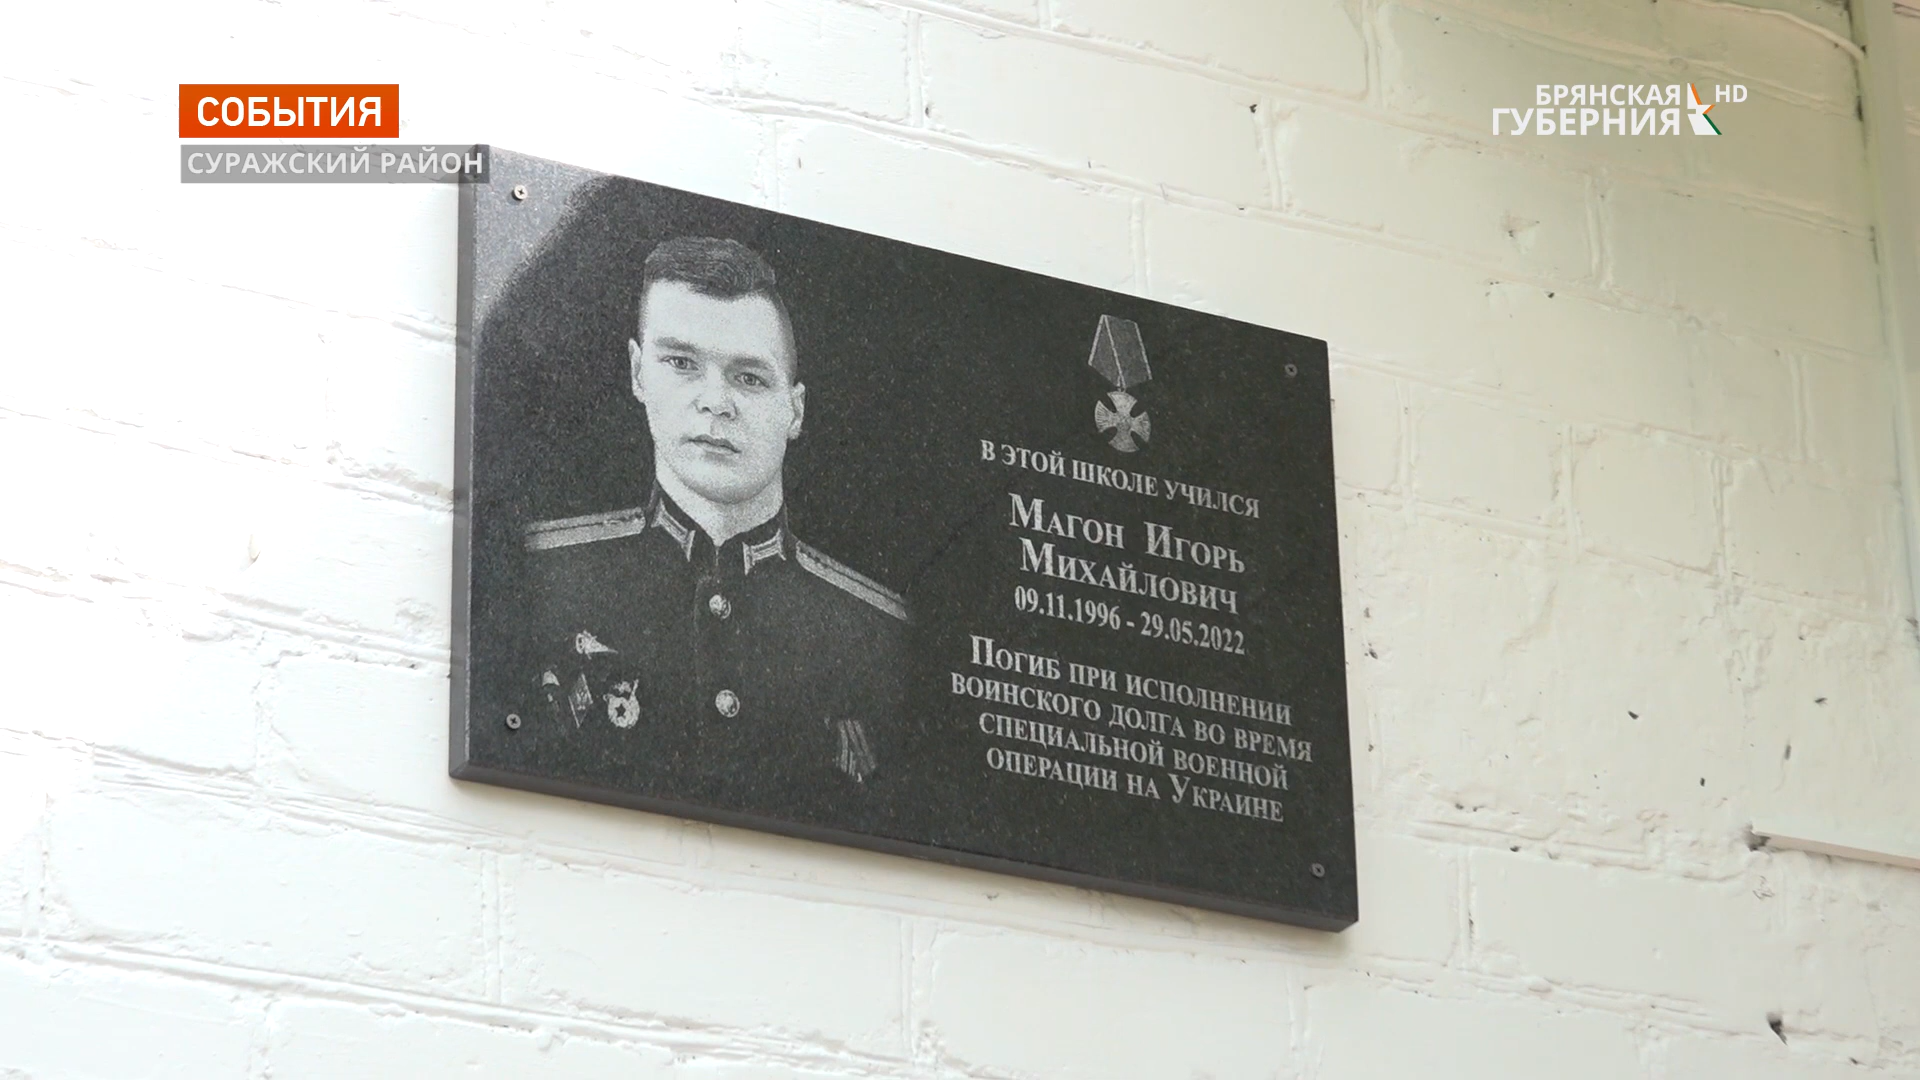 СОБЫТИЯ
СУРАЖСКИЙ РАЙОН
БРЯНСКАЯ HD
ГУБЕРНИЯ
В ЭТОЙ ШКОЛЕ УЧИЛСЯ
МАГОН ИГОРЬ
МИХАЙЛОВИЧ
09.11.1996 - 29.05.2022
ПОГИБ ПРИ ИСПОЛНЕНИИ
ВОИНСКОГО ДОЛГА ВО ВРЕМЯ
СПЕЦИАЛЬНОЙ ВОЕННОЙ
ОПЕРАЦИИ НА УКРАИНЕ